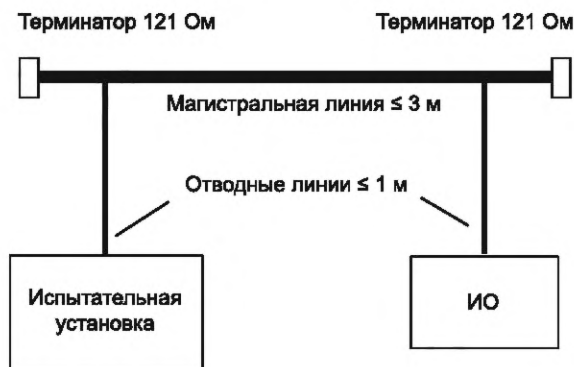 Терминатор 121 Ом
Терминатор 121 Ом
Магистральная линия ≤ 3 м
Отводные линии ≤ 1 м
Испытательная
установка
ИО